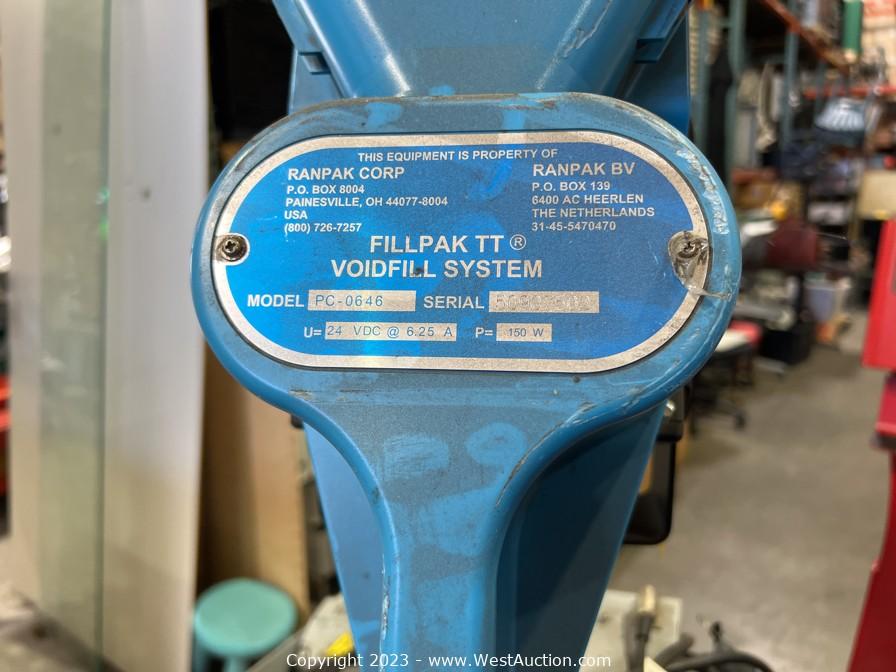 THIS EQUIPMENT IS PROPERTY OF
RANPAK CORP
P.O. BOX 8004
PAINESVILLE, OH 44077-8004
USA
(800) 726-7257
RANPAK BV
P.O. BOX 139
6400 AC HEERLEN
THE NETHERLANDS
31-45-5470470
FILLPAK TT®
VOIDFILL SYSTEM
MODEL PC-0646 SERIAL
U= 24 VDC @ 6.25 A P= 150 W
Copyright © 2023 - www.WestAuction.com